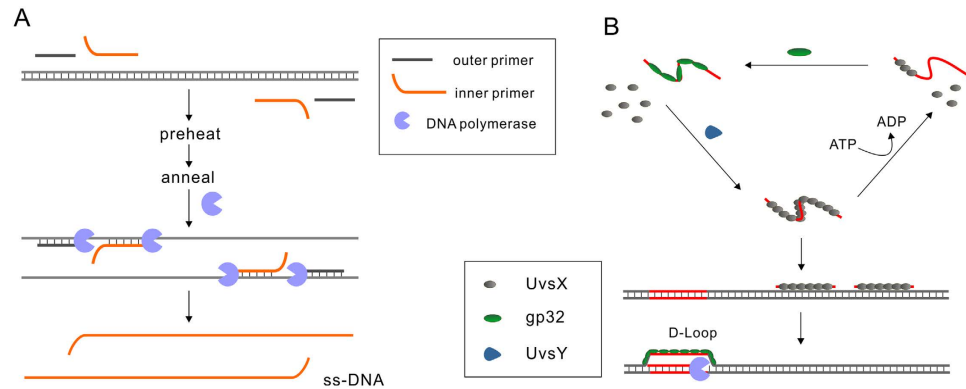 A
outer primer
inner primer
DNA polymerase
preheat
anneal
ss-DNA
B
ATP
ADP
UvsX
gp32
UvsY
D-Loop